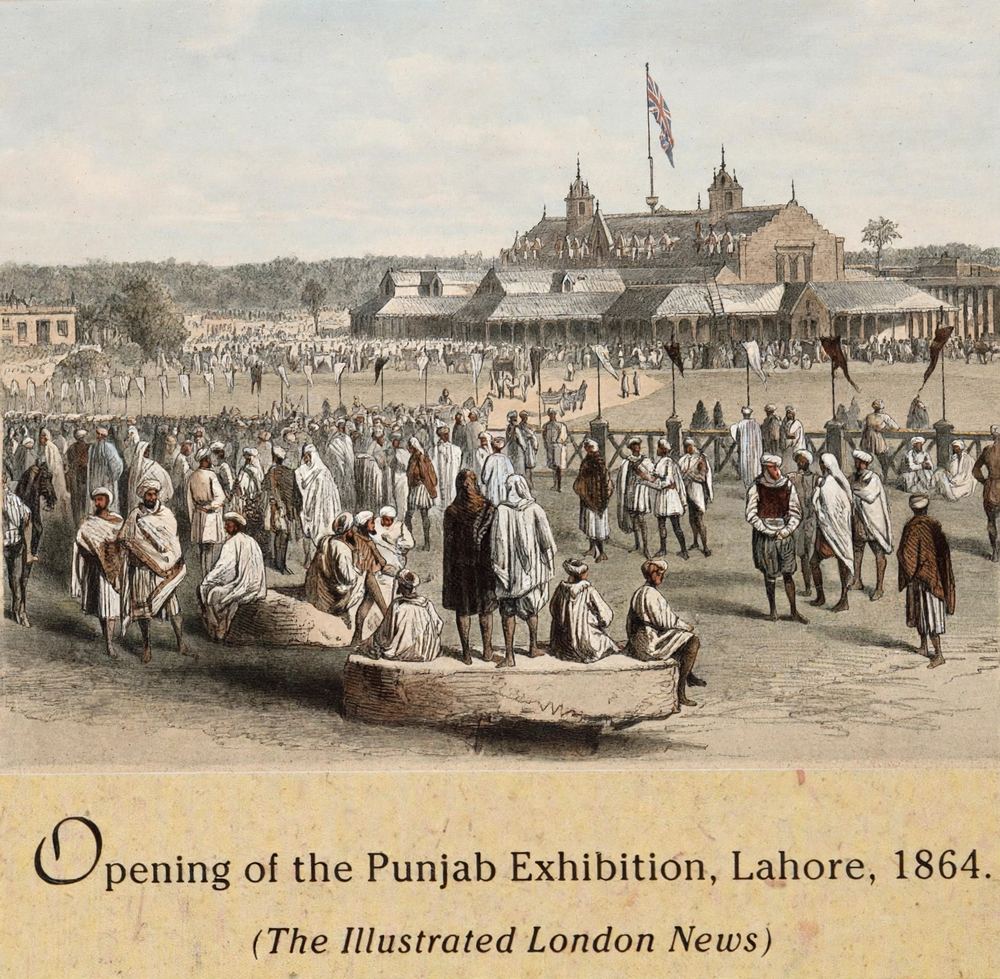 Opening of the Punjab Exhibition, Lahore, 1864.
(The Illustrated London News)